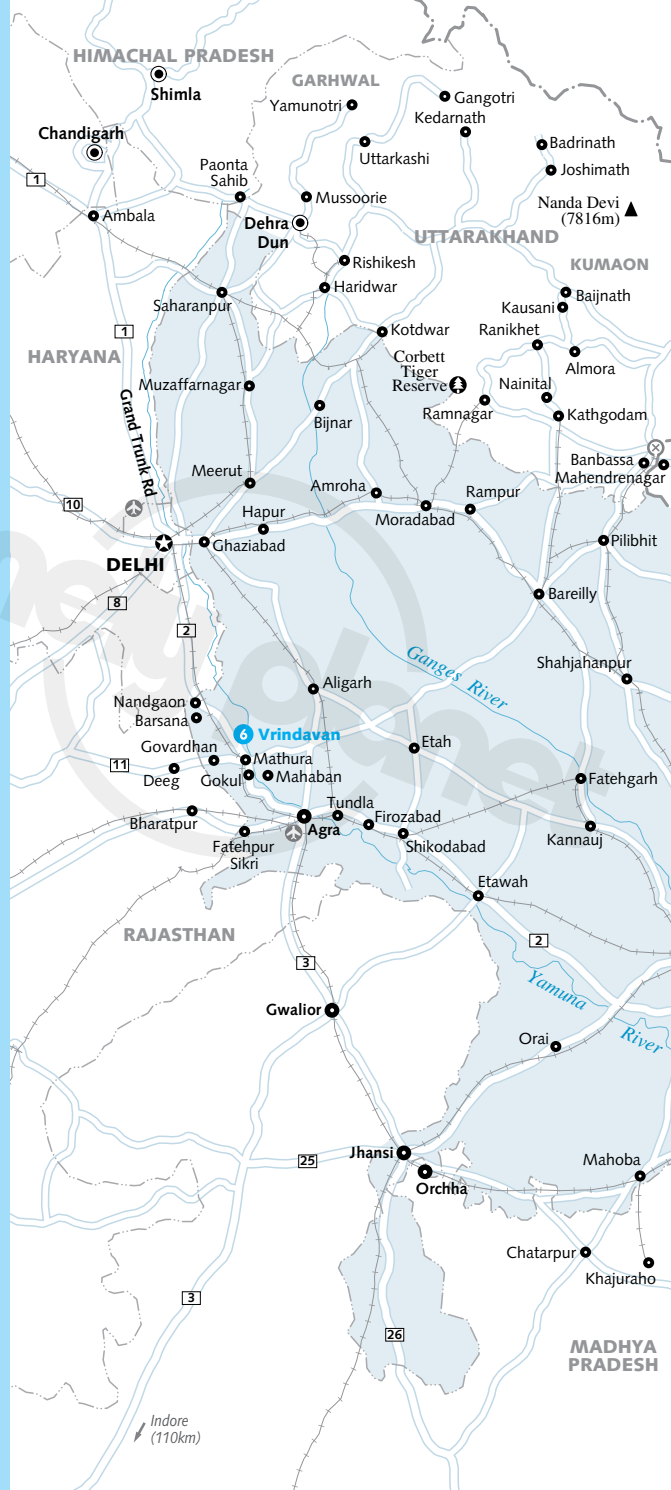 HIMACHAL PRADESH
Shimla
GARHWAL
Yamunotri
Gangotri
Kedarnath
Chandigarh
Uttarkashi
Badrinath
Joshimath
Paonta
Sahib
1
Mussoorie
Nanda Devi
(7816m)
Ambala
Dehra
Dun
UTTARAKHAND
Rishikesh
KUMAON
Haridwar
Baijnath
Saharanpur
Kausani
1
Kotdwar
Ranikhet
HARYANA
Corbett
Tiger
Reserve
Almora
Muzaffarnagar
Nainital
Grand Trunk Rd
Bijnar
Ramnagar
Kathgodam
Banbassa
Mahendrenagar
Meerut
Amroha
Rampur
10
Hapur
Moradabad
Ghaziabad
Pilibhit
DELHI
Bareilly
8
2
Ganges River
Shahjahanpur
Aligarh
Nandgaon
Barsana
6
Vrindavan
Govardhan
Etah
11
Mathura
Deeg
Gokul
Mahaban
Fatehgarh
Tundla
Bharatpur
Agra
Firozabad
Fatehpur
Sikri
Shikodabad
Kannauj
Etawah
RAJASTHAN
2
3
Yamuna
River
Gwalior
Orai
Jhansi
25
Mahoba
Orchha
Chatarpur
Khajuraho
3
26
MADHYA
PRADESH
Indore
(110km)
lonely planet